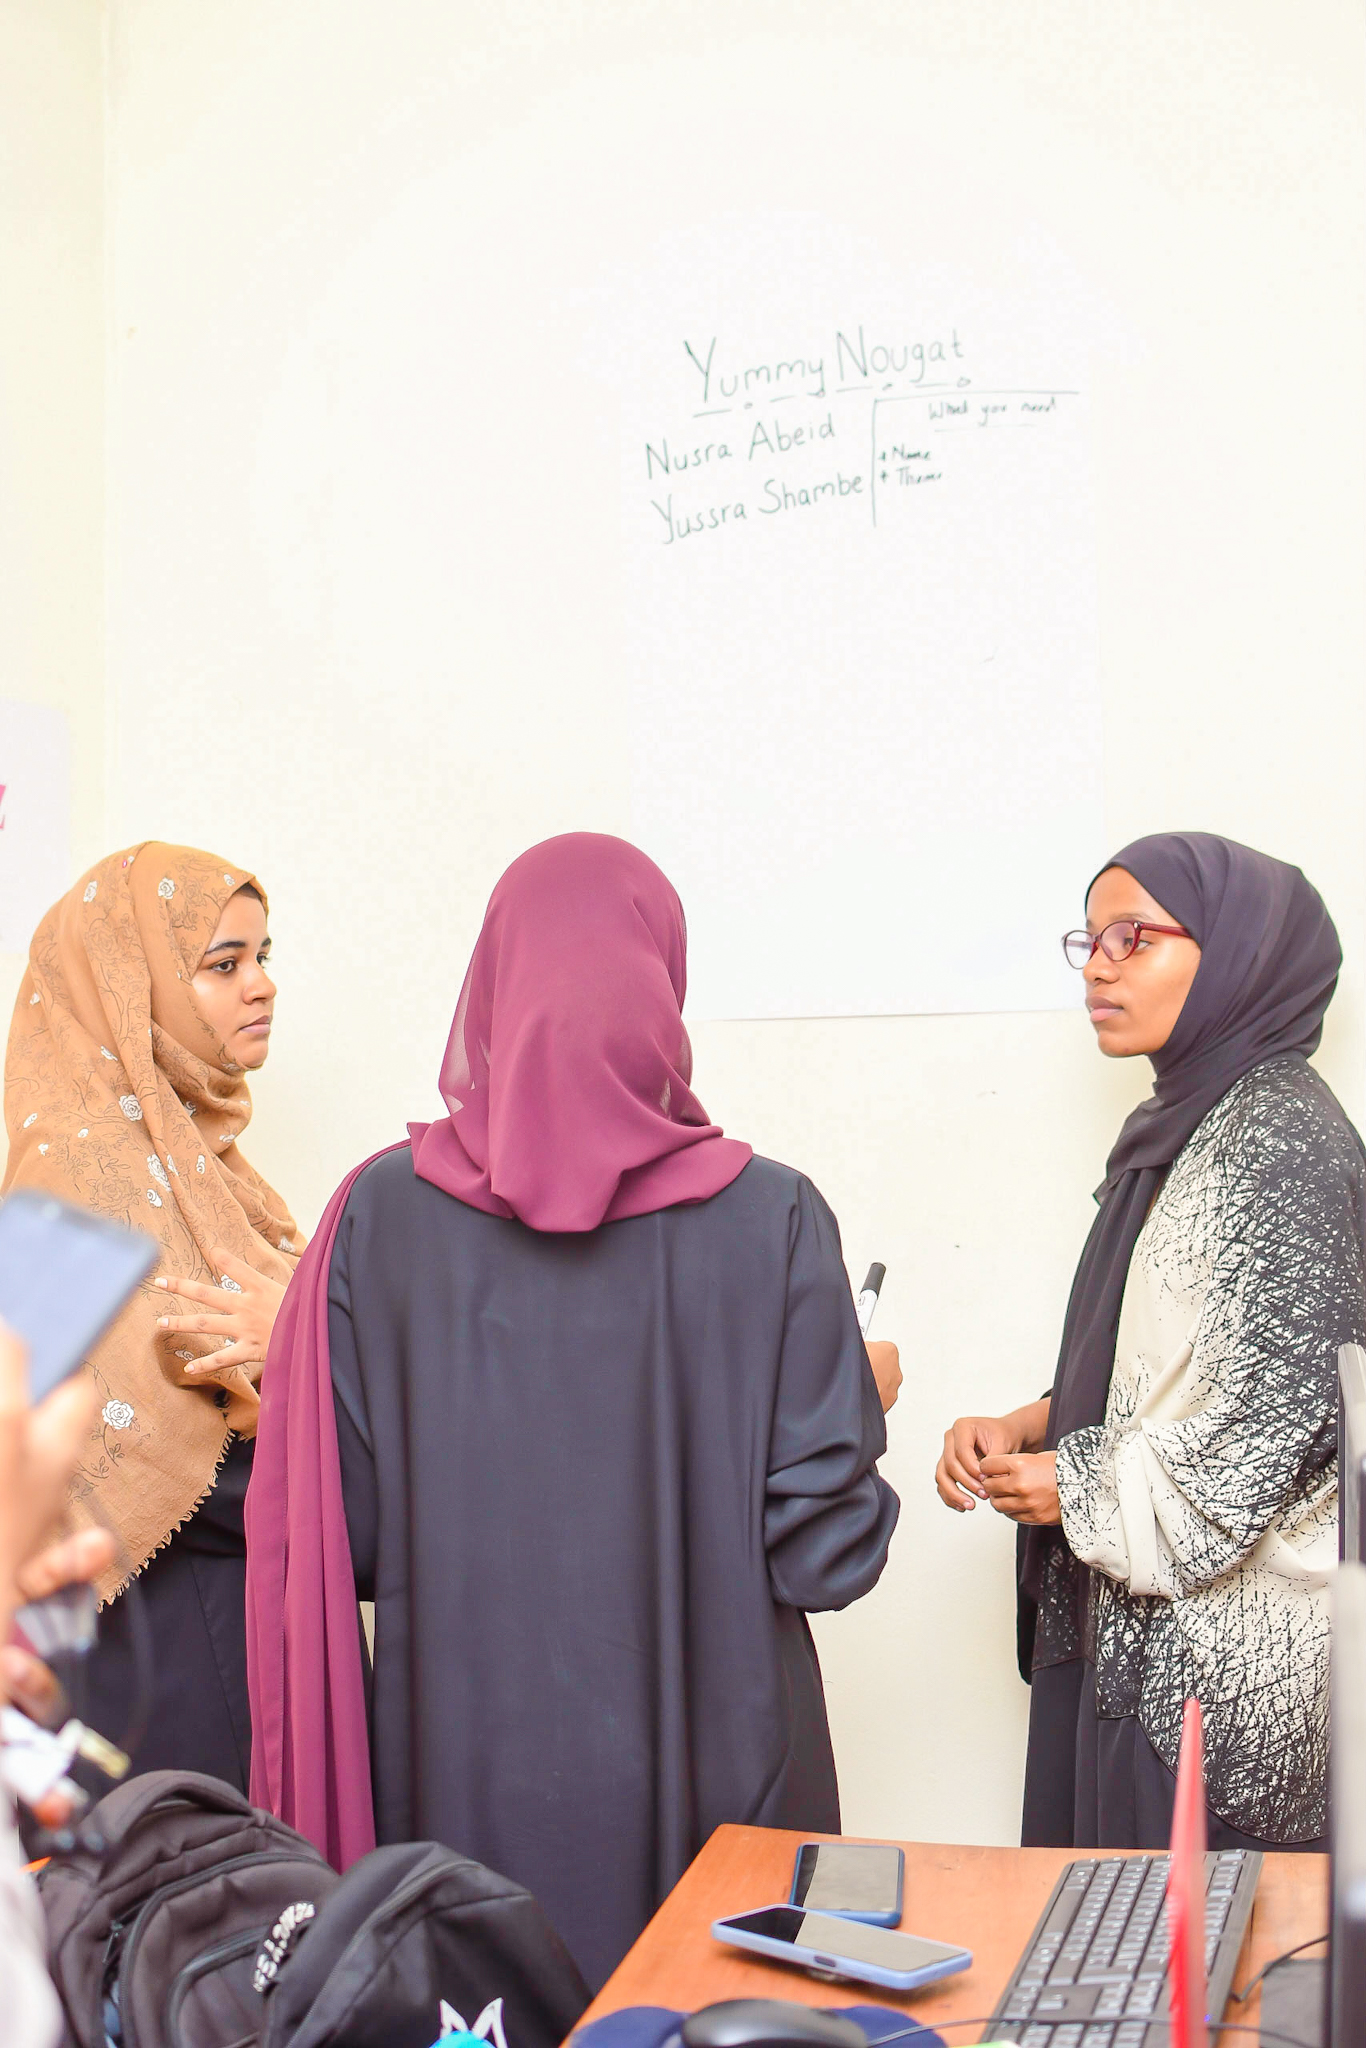 Yummy Nougat
Nusra Abeid
Yussra Shambe
What you need
+ Name
+ Theme